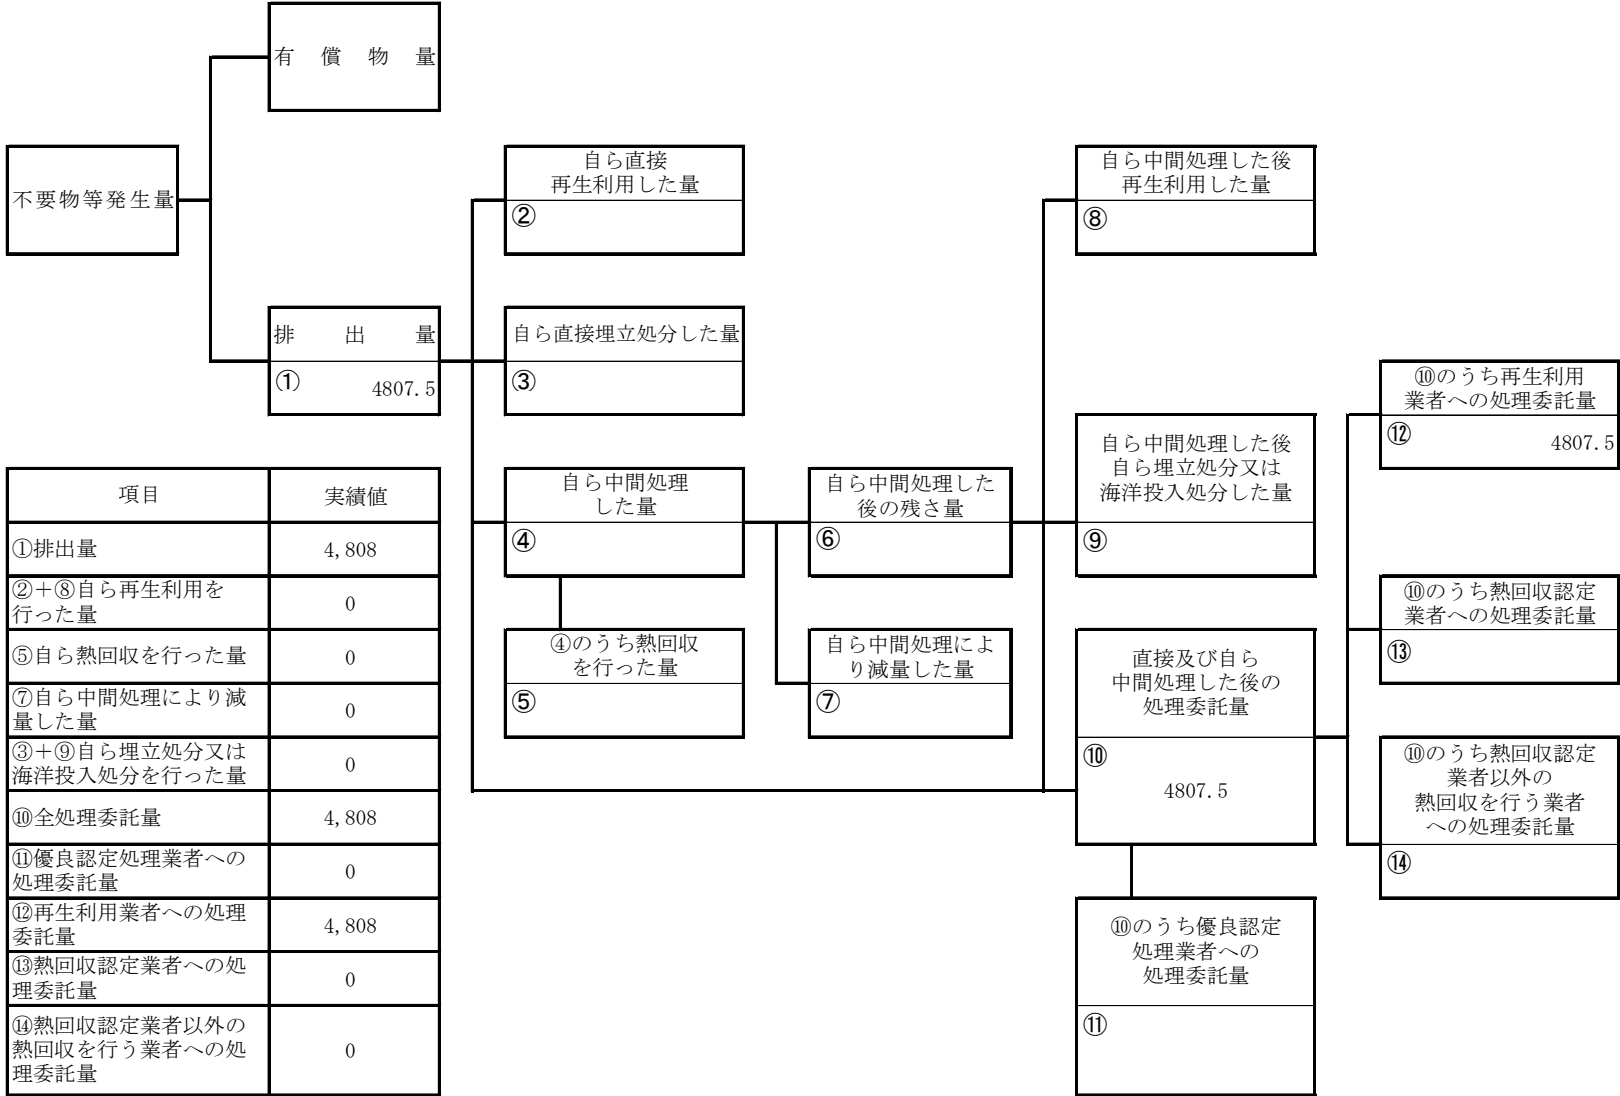 有償物量
不要物等発生量
排出量
①
4807.5
自ら直接
再生利用した量
②
自ら直接埋立処分した量
③
自ら中間処理
した量
④
④のうち熱回収
を行った量
⑤
自ら中間処理した
後の残さ量
⑥
自ら中間処理によ
り減量した量
⑦
自ら中間処理した後
再生利用した量
⑧
自ら中間処理した後
自ら埋立処分又は
海洋投入処分した量
⑨
直接及び自ら
中間処理した後の
処理委託量
⑩
4807.5
⑩のうち優良認定
処理業者への
処理委託量
⑪
⑩のうち再生利用
業者への処理委託量
⑫
4807.5
⑩のうち熱回収認定
業者への処理委託量
⑬
⑩のうち熱回収認定
業者以外の
熱回収を行う業者
への処理委託量
⑭
項目 実績値
①排出量 4,808
②+⑧自ら再生利用を
行った量 0
⑤自ら熱回収を行った量 0
⑦自ら中間処理により減
量した量 0
③+⑨自ら埋立処分又は
海洋投入処分を行った量 0
⑩全処理委託量 4,808
⑪優良認定処理業者への
処理委託量 0
⑫再生利用業者への処理
委託量 4,808
⑬熱回収認定業者への処
理委託量 0
⑭熱回収認定業者以外の
熱回収を行う業者への処
理委託量 0